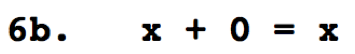 6b.   x + 0 = x